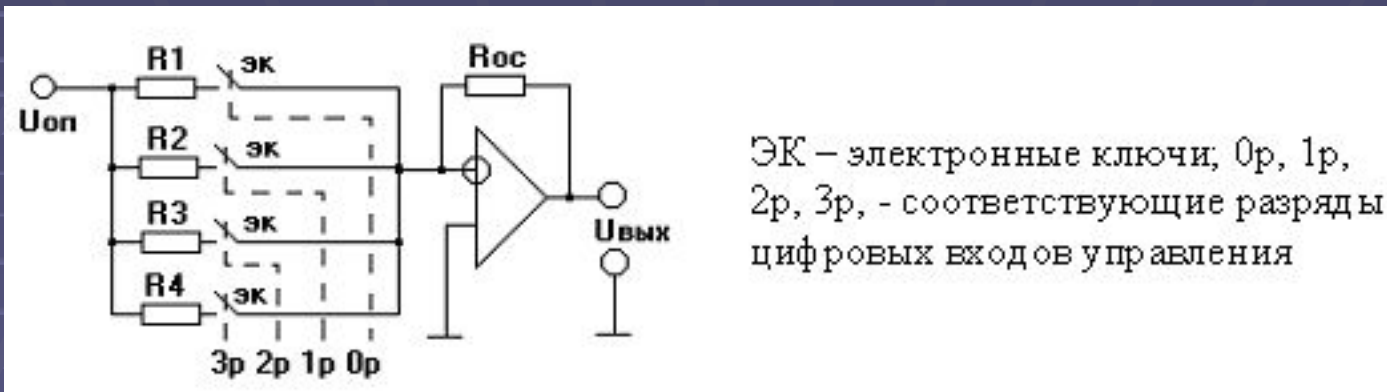 R1
ЭК
Rос
Uоп
R2
ЭК
R3
ЭК
Uвых
R4
ЭК
3р 2р 1р 0р
ЭК – электронные ключи; 0р, 1р,
2р, 3р, - соответствующие разряды
цифровых входов управления